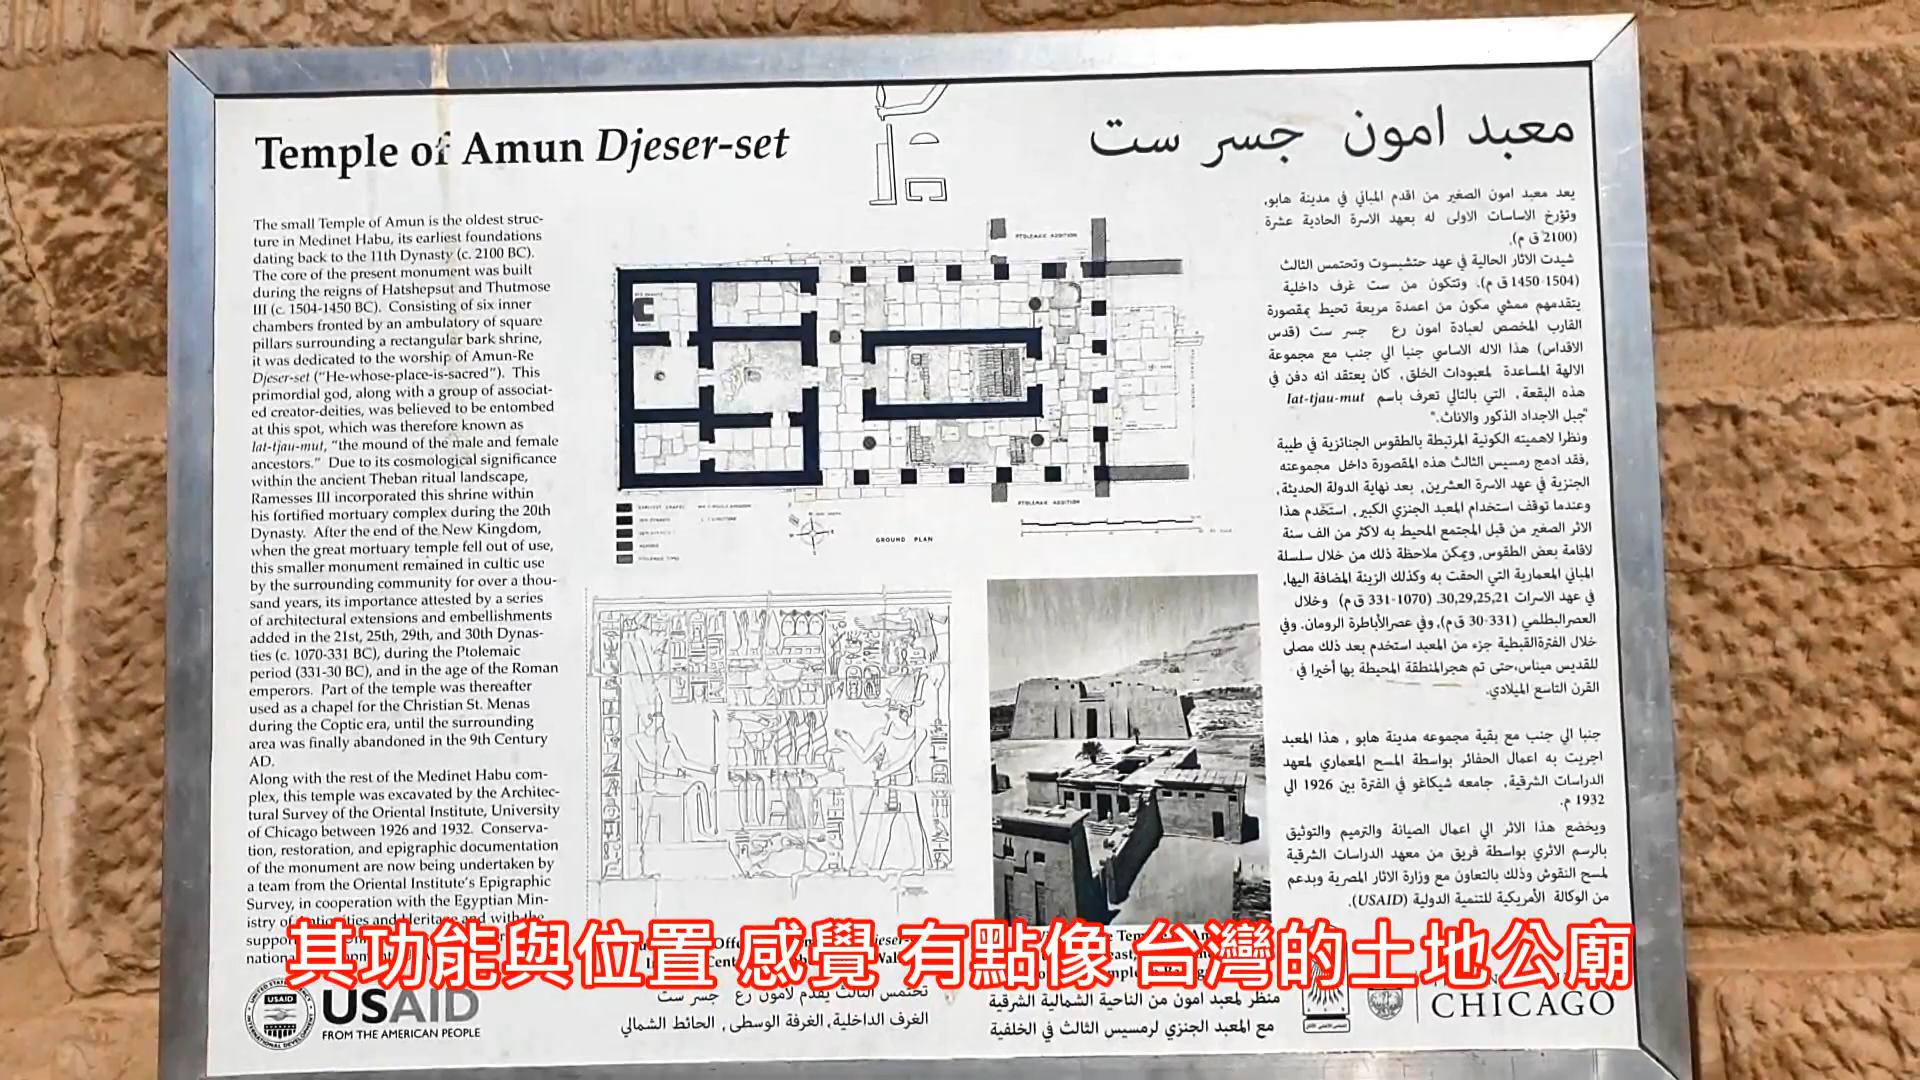 Temple of Amun Djeser-set
معبد امون جسر ست
The small Temple of Amun is the oldest struc-
ture in Medinet Habu, its earliest foundations
dating back to the 11th Dynasty (c. 2100 BC).
The core of the present monument was built
during the reigns of Hatshepsut and Thutmose
III (c. 1504-1450 BC). Consisting of six inner
chambers fronted by an ambulatory of square
pillars surrounding a rectangular bark shrine,
it was dedicated to the worship of Amun-Re
Djeser-set ("He-whose-place-is-sacred"). This
primordial god, along with a group of associat-
ed creator-deities, was believed to be entombed
at this spot, which was therefore known as
Iat-tjau-mut, "the mound of the male and female
ancestors." Due to its cosmological significance
within the ancient Theban ritual landscape,
Ramesses III incorporated this shrine within
his fortified mortuary complex during the 20th
Dynasty. After the end of the New Kingdom,
when the great mortuary temple fell out of use,
this smaller monument remained in cultic use
by the surrounding community for over a thou-
sand years, its importance attested by a series
of architectural extensions and embellishments
added in the 21st, 25th, 29th, and 30th Dynas-
ties (c. 1070-331 BC), during the Ptolemaic
period (331-30 BC), and in the age of the Roman
emperors. Part of the temple was thereafter
used as a chapel for the Christian St. Menas
during the Coptic era, until the surrounding
area was finally abandoned in the 9th Century
AD.
Along with the rest of the Medinet Habu com-
plex, this temple was excavated by the Architec-
tural Survey of the Oriental Institute, University
of Chicago between 1926 and 1932. Conserva-
tion, restoration, and epigraphic documentation
of the monument are now being undertaken by
a team from the Oriental Institute's Epigraphic
Survey, in cooperation with the Egyptian Min-
istry of Antiquities and Heritage and with the
PTOLEMAIC ADDITION
PTOLEMAIC ADDITION
GROUND PLAN
يعد معبد امون الصغير من اقدم المباني في مدينة هابو,
وتؤرخ الاساسات الاولى له بعهد الاسرة الحادية عشرة
(2100 ق م).
شيدت الاثار الحالية في عهد حتشبسوت وتحتمس الثالث
(1504-1450 ق م). وتتكون من ست غرف داخلية
يتقدمهم ممشي مكون من اعمدة مربعة تحيط بمقصورة
القارب المخصص لعبادة امون رع جسر ست (قدس
الاقداس) هذا الاله الاساسي جنبا الي جنب مع مجموعة
الالهة المساعدة لمعبودات الخلق, كان يعتقد انه دفن في
هذه البقعة, التي بالتالي تعرف باسم Iat-tjau-mut
"جبل الاجداد الذكور والاناث."
ونظرا لاهميته الكونية المرتبطة بالطقوس الجنائزية في طيبة
,فقد ادمج رمسيس الثالث هذه المقصورة داخل مجموعته
الجنزية في عهد الاسرة العشرين, بعد نهاية الدولة الحديثة,
وعندما توقف استخدام المعبد الجنزي الكبير, استخدم هذا
الاثر الصغير من قبل المجتمع المحيط به لاكثر من الف سنة
لاقامة بعض الطقوس, ويمكن ملاحظة ذلك من خلال سلسلة
المباني المعمارية التي الحقت به وكذلك الزينة المضافة اليها,
في عهد الاسرات 30,29,25,21. (1070-331 ق م) وخلال
العصرالبطلمي (331-30 ق م), وفي عصرالأباطرة الرومان. وفي
خلال الفترةالقبطية جزء من المعبد استخدم بعد ذلك مصلى
للقديس ميناس,حتى تم هجرالمنطقة المحيطة بها أخيرا في
القرن التاسع الميلادي.
جنبا الي جنب مع بقية مجموعه مدينة هابو , هذا المعبد
اجريت به اعمال الحفائر بواسطة المسح المعماري لمعهد
الدراسات الشرقية, جامعه شيكاغو في الفترة بين 1926 الي
1932 م.
ويخضع هذا الاثر الي اعمال الصيانة والترميم والتوثيق
بالرسم الاثري بواسطة فريق من معهد الدراسات الشرقية
لمسح النقوش وذلك بالتعاون مع وزارة الاثار المصرية وبدعم
من الوكالة الأمريكية للتنمية الدولية (USAID).
其功能與位置 感覺 有點像 台灣的土地公廟
تحتمس الثالث يقدم لامون رع جسر ست
الغرف الداخلية, الغرفة الوسطى, الحائط الشمالي
منظر لمعبد امون من الناحية الشمالية الشرقية
مع المعبد الجنزي لرمسيس الثالث في الخلفية
USAID
USAID
FROM THE AMERICAN PEOPLE
CHICAGO